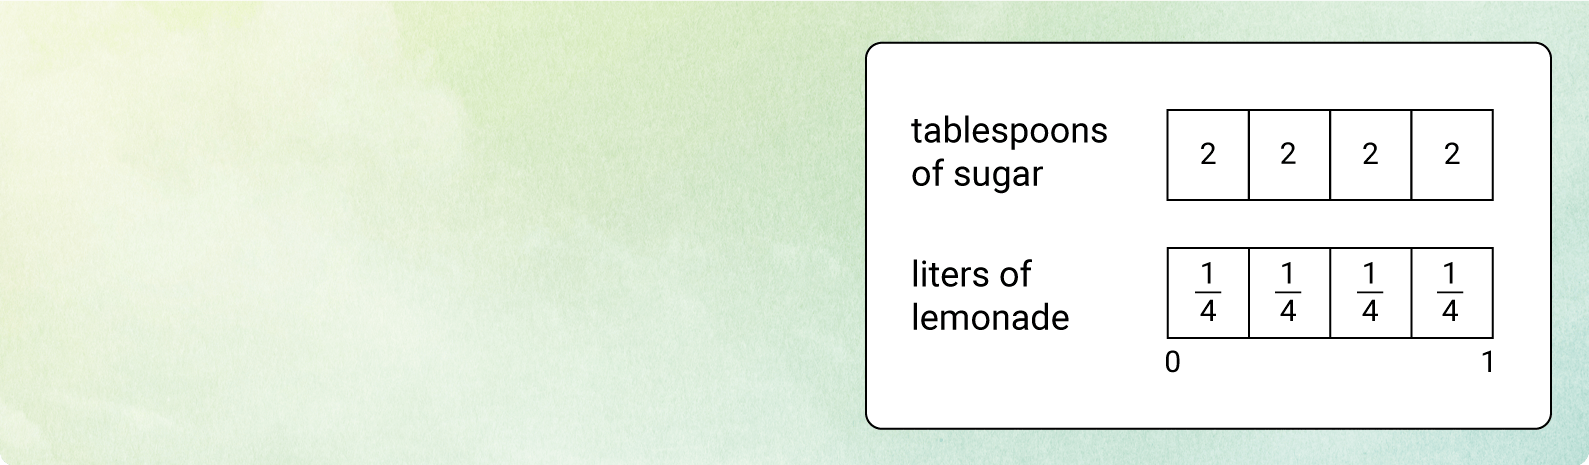 tablespoons
of sugar
2 2 2 2
liters of
lemonade
1/4 1/4 1/4 1/4
0 1